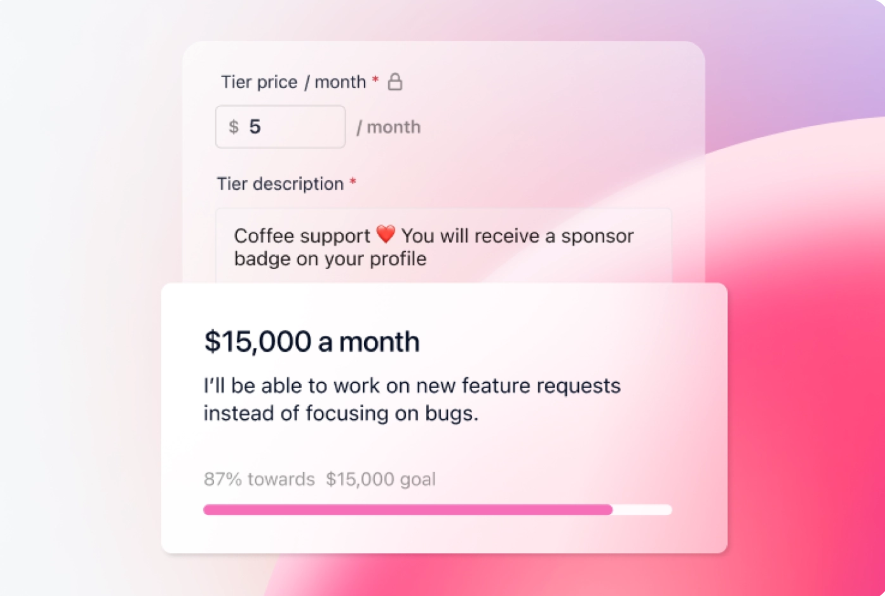 Tier price / month *
$ 5 / month
Tier description *
Coffee support ❤️ You will receive a sponsor
badge on your profile
$15,000 a month
I’ll be able to work on new feature requests
instead of focusing on bugs.
87% towards $15,000 goal